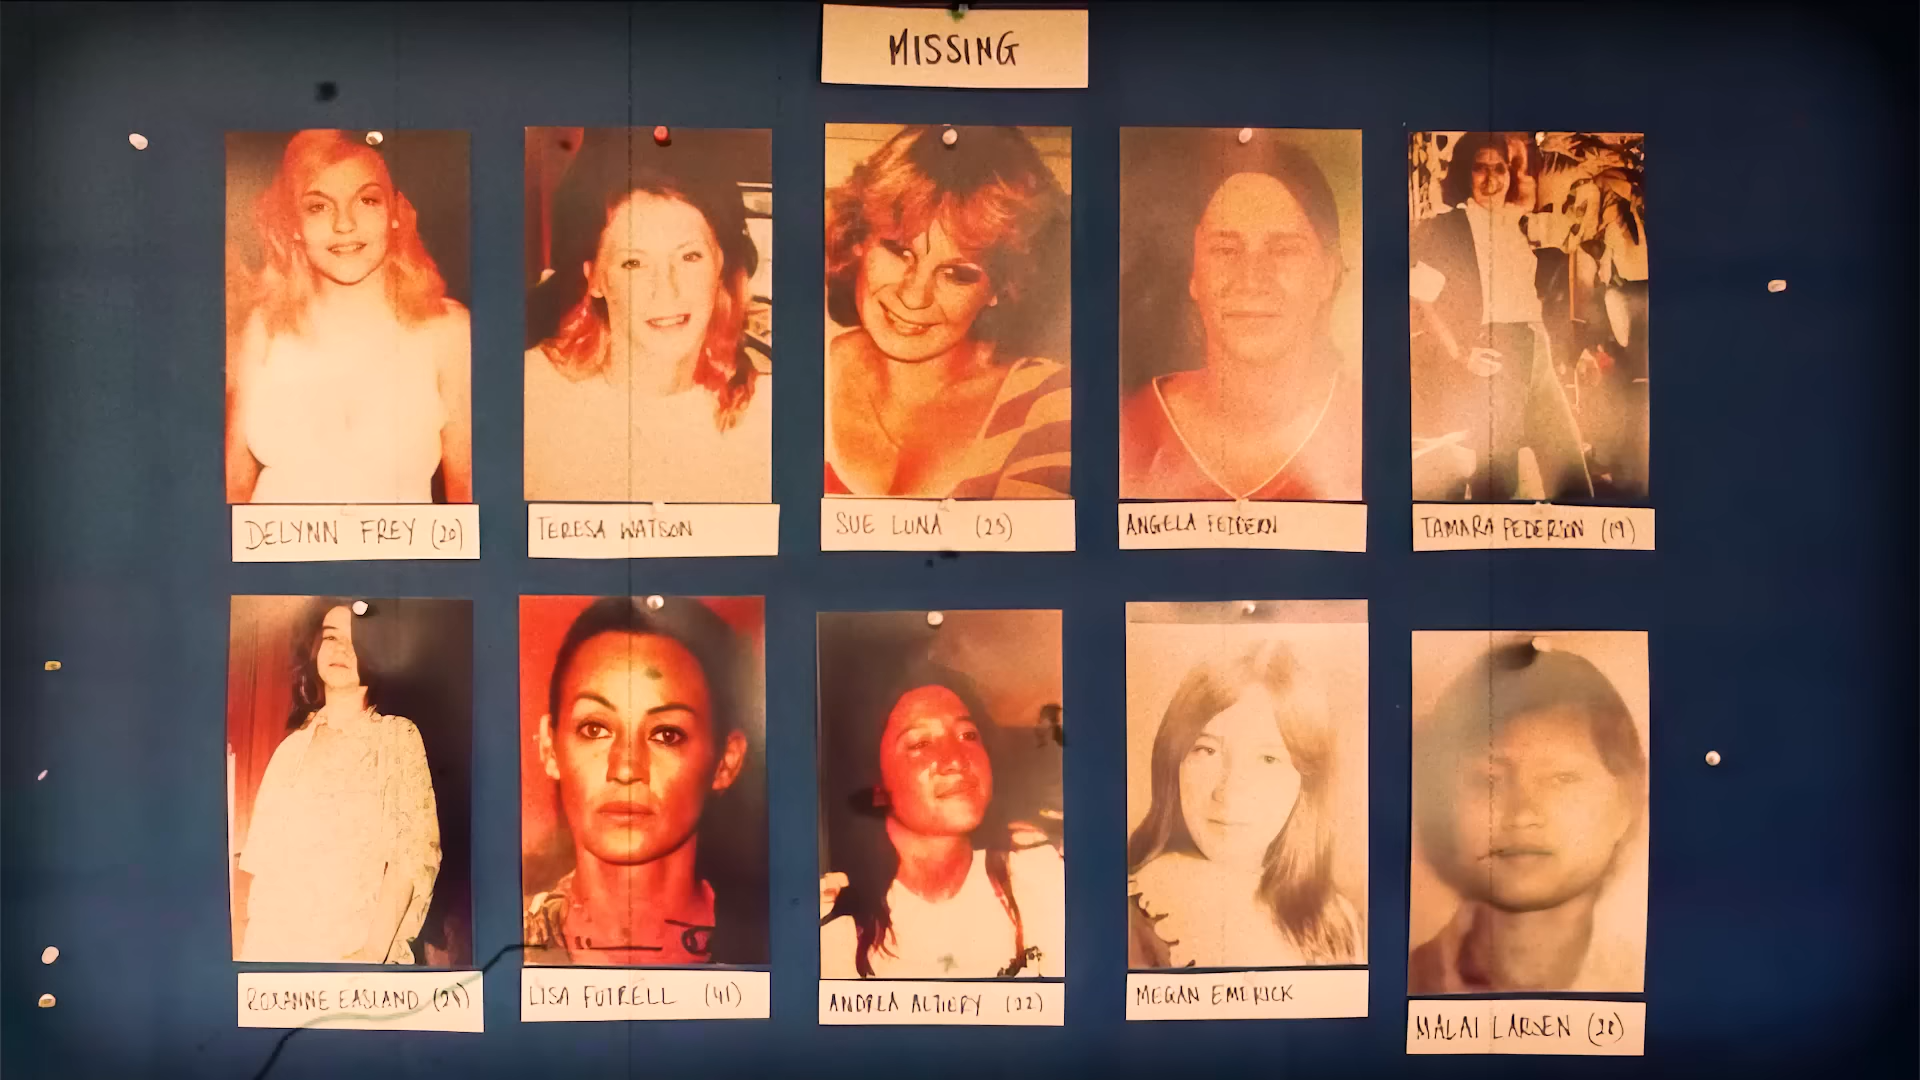 MISSING
DELYNN FREY (20)
TERESA WATSON
SUE LUNA (23)
ANGELA FEDDERN
TAMARA PEDERSON (19)
ROXANNE EASLAND (24)
LISA FUTRELL (41)
ANDREA ALTIERY (22)
MEGAN EMERICK
MALAI LARSEN (28)